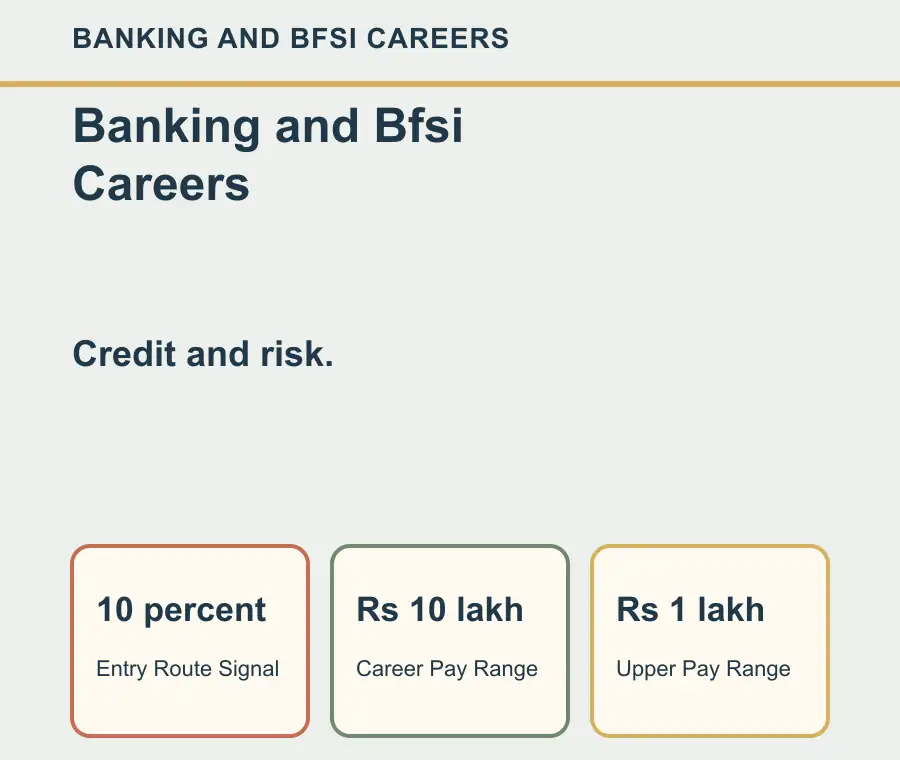 BANKING AND BFSI CAREERS
Banking and Bfsi
Careers
Credit and risk.
10 percent
Entry Route Signal
Rs 10 lakh
Career Pay Range
Rs 1 lakh
Upper Pay Range